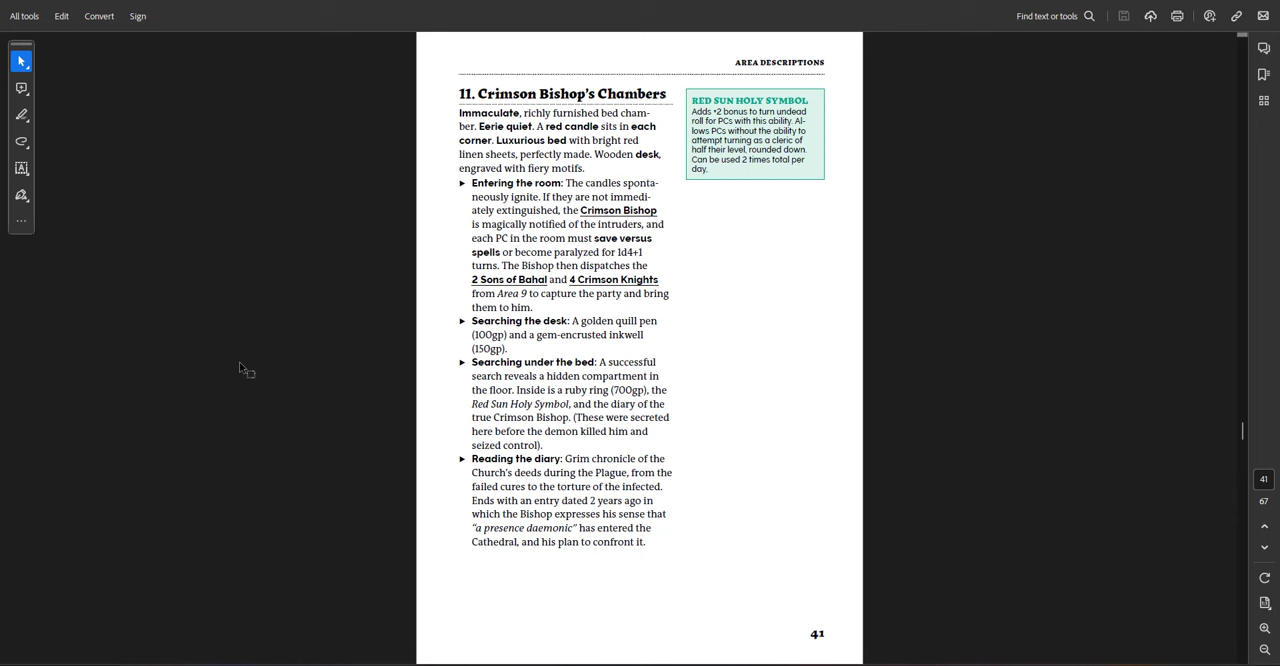 All tools Edit Convert Sign Find text or tools
AREA DESCRIPTIONS
11. Crimson Bishop's Chambers
Immaculate, richly furnished bed cham-
ber. Eerie quiet. A red candle sits in each
corner. Luxurious bed with bright red
linen sheets, perfectly made. Wooden desk,
engraved with fiery motifs.
► Entering the room: The candles sponta-
neously ignite. If they are not immedi-
ately extinguished, the Crimson Bishop
is magically notified of the intruders, and
each PC in the room must save versus
spells or become paralyzed for 1d4+1
turns. The Bishop then dispatches the
2 Sons of Bahal and 4 Crimson Knights
from Area 9 to capture the party and bring
them to him.
► Searching the desk: A golden quill pen
(100gp) and a gem-encrusted inkwell
(150gp).
► Searching under the bed: A successful
search reveals a hidden compartment in
the floor. Inside is a ruby ring (700gp), the
Red Sun Holy Symbol, and the diary of the
true Crimson Bishop. (These were secreted
here before the demon killed him and
seized control).
► Reading the diary: Grim chronicle of the
Church's deeds during the Plague, from the
failed cures to the torture of the infected.
Ends with an entry dated 2 years ago in
which the Bishop expresses his sense that
"a presence daemonic" has entered the
Cathedral, and his plan to confront it.
RED SUN HOLY SYMBOL
Adds +2 bonus to turn undead
roll for PCs with this ability. Al-
lows PCs without the ability to
attempt turning as a cleric of
half their level, rounded down.
Can be used 2 times total per
day,
41
41
67